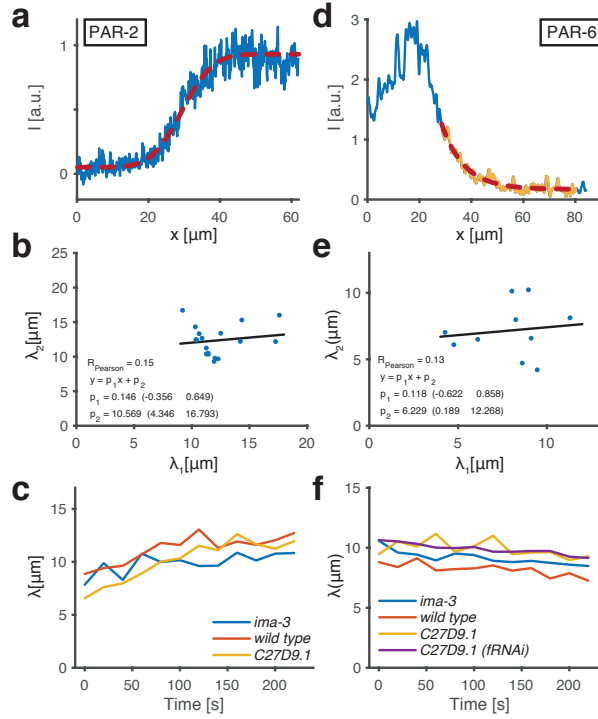 a
PAR-2
I [a.u.]
1
0
0
20
40
60
x [µm]
d
PAR-6
I [a.u.]
3
2
1
0
0
20
40
60
80
x [µm]
b
λ2[µm]
25
20
15
10
5
0
RPearson = 0.15
y = p1x + p2
p1 = 0.146 (-0.356 0.649)
p2 = 10.569 (4.346 16.793)
0
5
10
15
20
λ1[µm]
e
λ2(µm)
15
10
5
0
RPearson = 0.13
y = p1x + p2
p1 = 0.118 (-0.622 0.858)
p2 = 6.229 (0.189 12.268)
5
10
λ1[µm]
c
λ[µm]
15
10
5
0
ima-3
wild type
C27D9.1
0
50
100
150
200
Time [s]
f
λ(µm)
15
10
5
0
ima-3
wild type
C27D9.1
C27D9.1 (fRNAi)
0
50
100
150
200
Time [s]